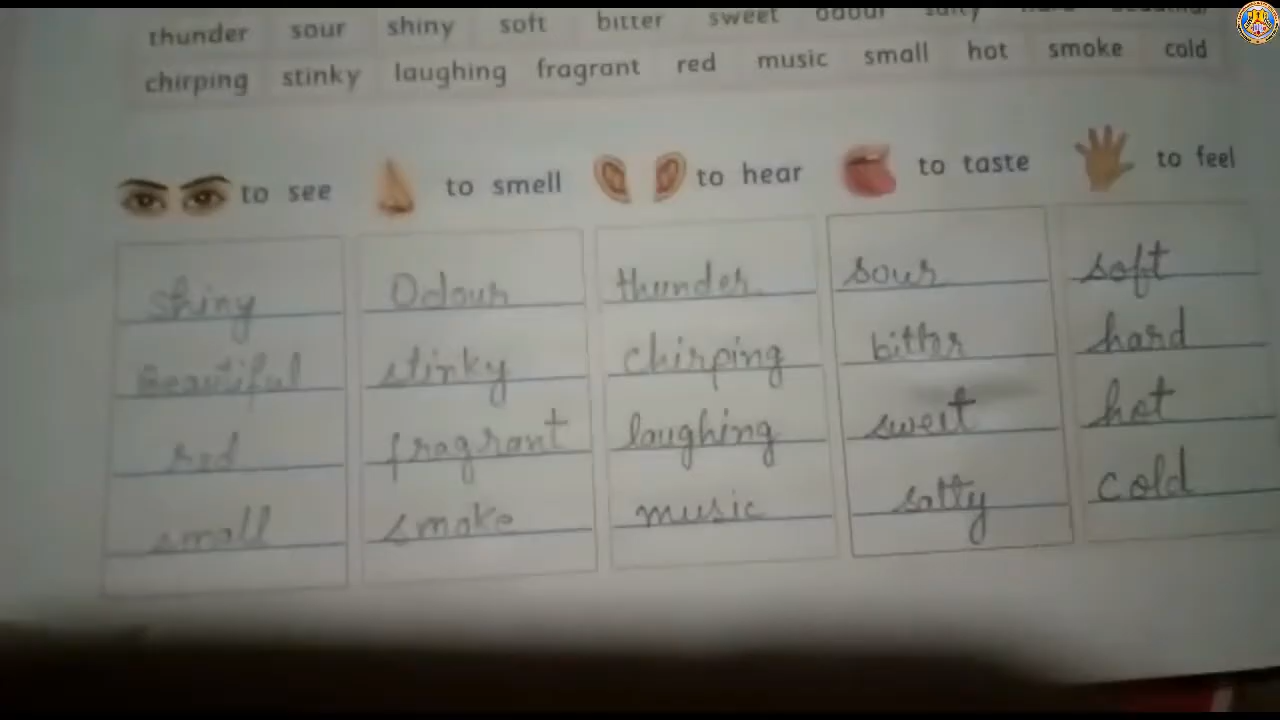 thunder sour shiny soft bitter sweet odour salty
chirping stinky laughing fragrant red music small hot smoke cold
to see to smell to hear to taste to feel
shiny Odour thunder sour soft
Beautiful stinky chirping bitter hard
red fragrant laughing sweet hot
small smoke music salty cold